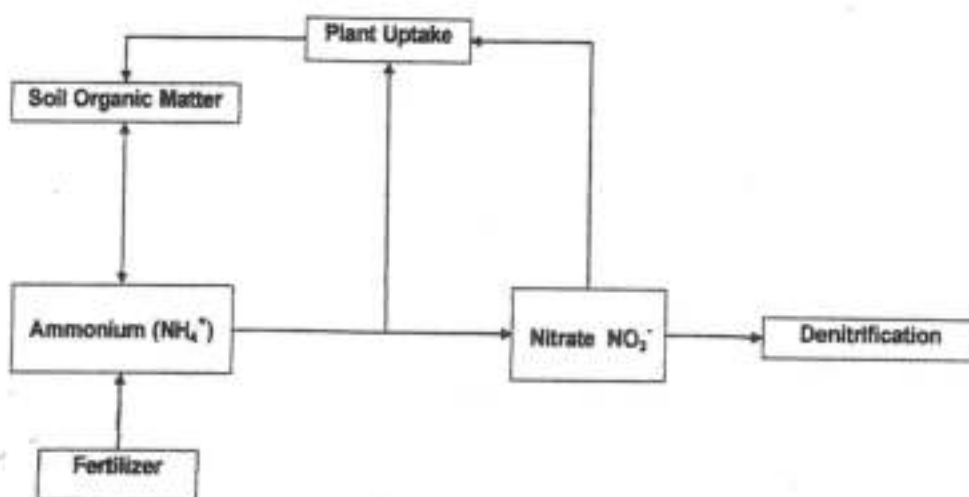 Plant Uptake
Soil Organic Matter
Ammonium (NH₄⁺)
Nitrate NO₃⁻
Denitrification
Fertilizer